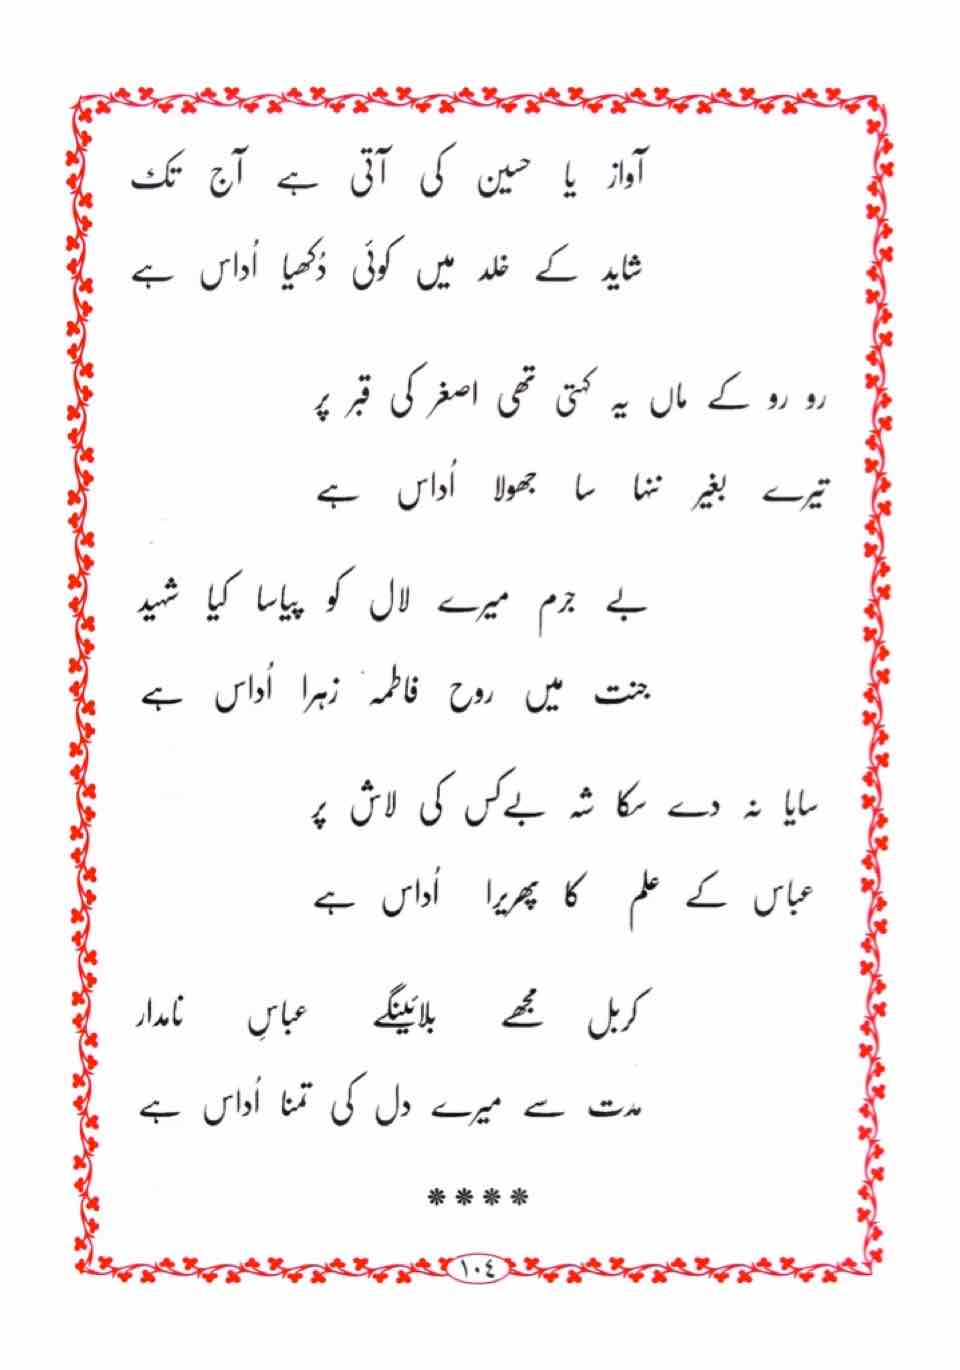 آواز یا حسین کی آتی ہے آج تک
شاید کے خلد میں کوئی دُکھیا اُداس ہے
رو رو کے ماں یہ کہتی تھی اصغر کی قبر پر
تیرے بغیر ننھا سا جھولا اُداس ہے
بے جرم میرے لال کو پیاسا کیا شہید
جنت میں روح فاطمہ زہرا اُداس ہے
سایا نہ دے سکا شہ بےکس کی لاش پر
عباس کے علم کا پھریرا اُداس ہے
کربل مجھے بلائینگے عباسِ نامدار
مدت سے میرے دل کی تمنا اُداس ہے
****
١٠٤